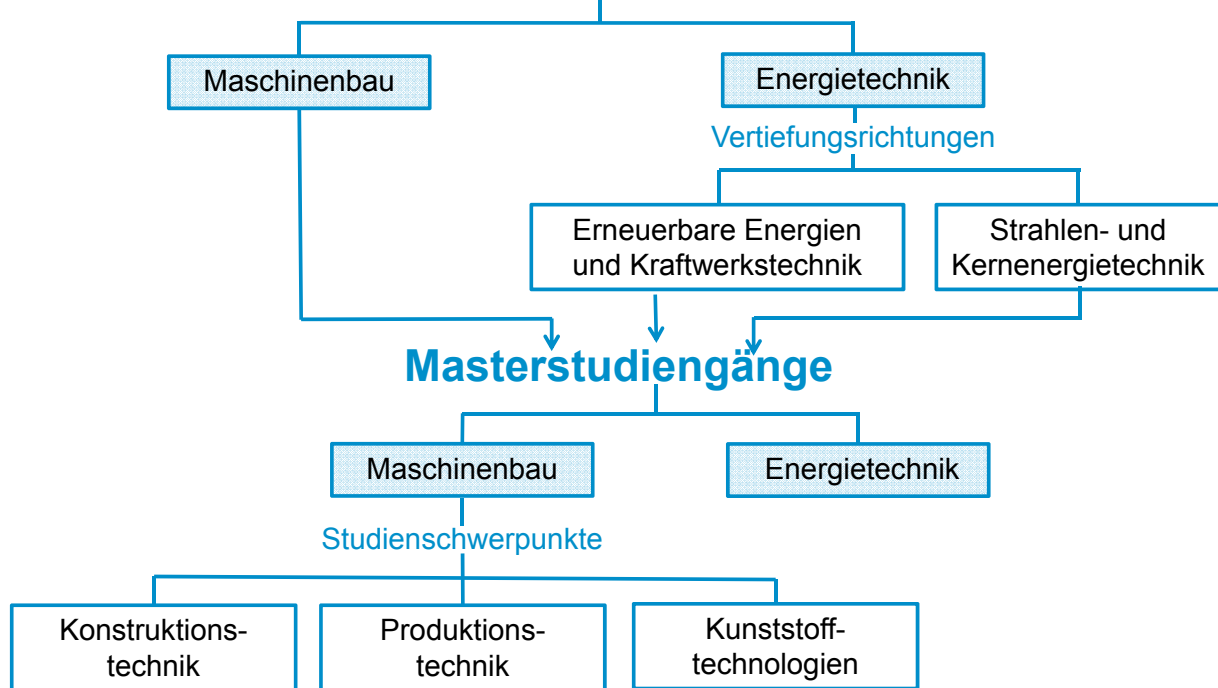 Maschinenbau
Energietechnik
Vertiefungsrichtungen
Erneuerbare Energien
und Kraftwerkstechnik
Strahlen- und
Kernenergietechnik
Masterstudiengänge
Maschinenbau
Energietechnik
Studienschwerpunkte
Konstruktions-
technik
Produktions-
technik
Kunststoff-
technologien